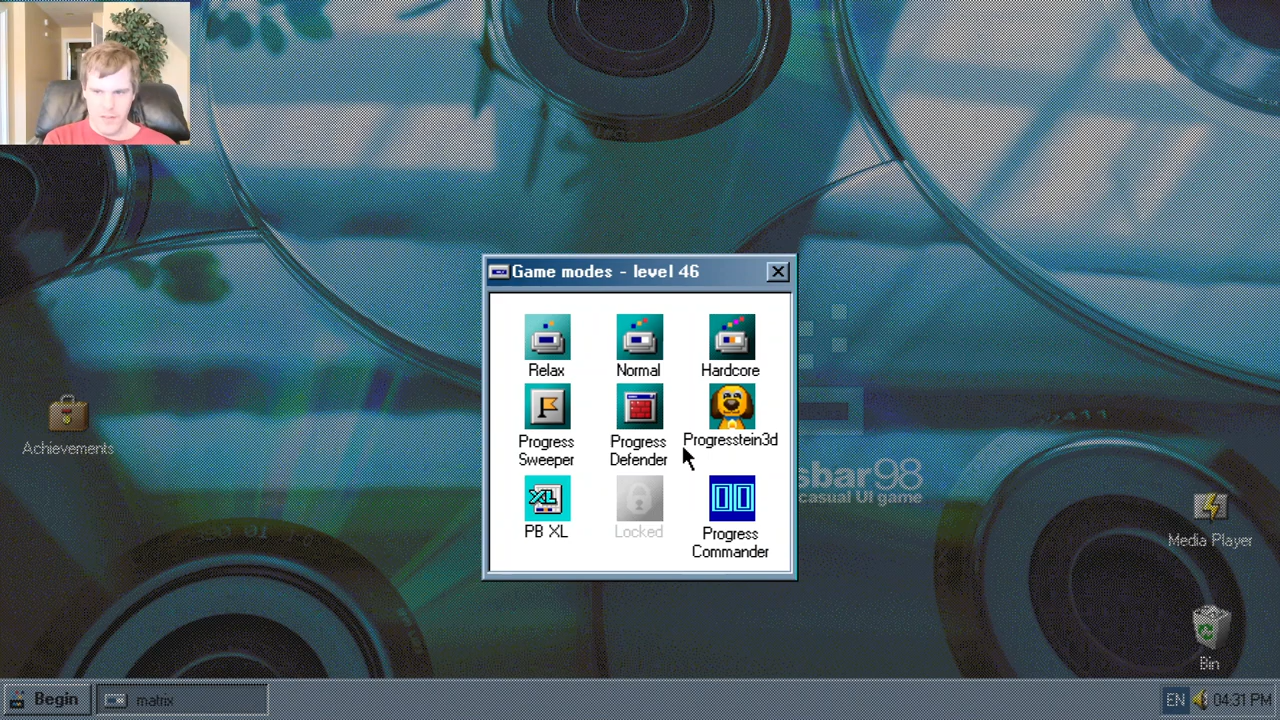 Game modes - level 46
Relax
Normal
Hardcore
Progress Sweeper
Progress Defender
Progresstein3d
XL
PB XL
Locked
Progress Commander
Achievements
sbar98
casual UI game
Media Player
Bin
Begin
matrix
EN
04:31 PM